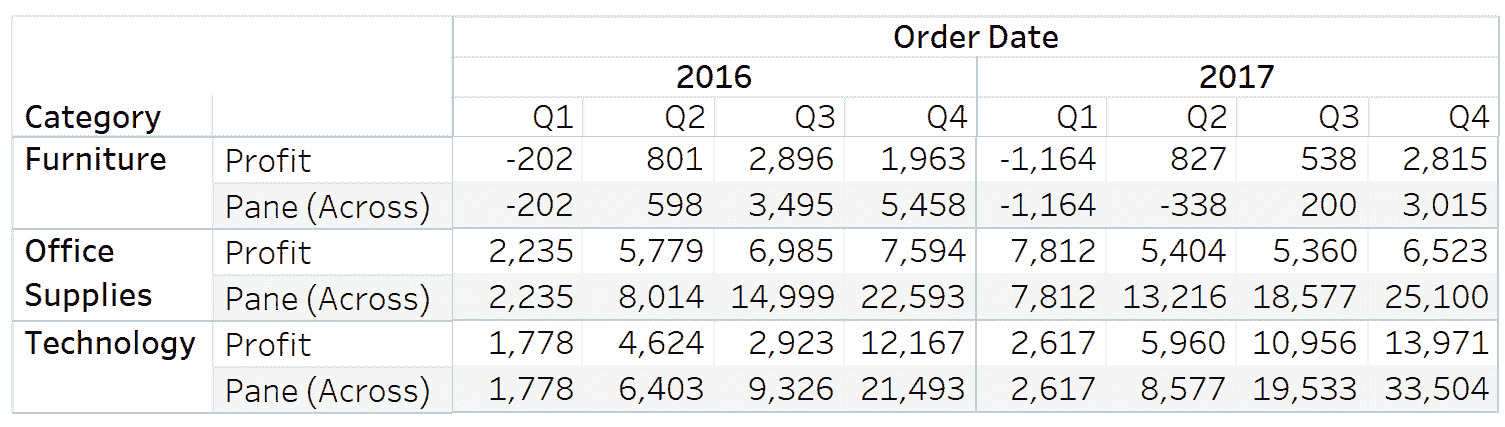 Order Date
2016 2017
Category Q1 Q2 Q3 Q4 Q1 Q2 Q3 Q4
Furniture Profit -202 801 2,896 1,963 -1,164 827 538 2,815
Pane (Across) -202 598 3,495 5,458 -1,164 -338 200 3,015
Office Profit 2,235 5,779 6,985 7,594 7,812 5,404 5,360 6,523
Supplies Pane (Across) 2,235 8,014 14,999 22,593 7,812 13,216 18,577 25,100
Technology Profit 1,778 4,624 2,923 12,167 2,617 5,960 10,956 13,971
Pane (Across) 1,778 6,403 9,326 21,493 2,617 8,577 19,533 33,504